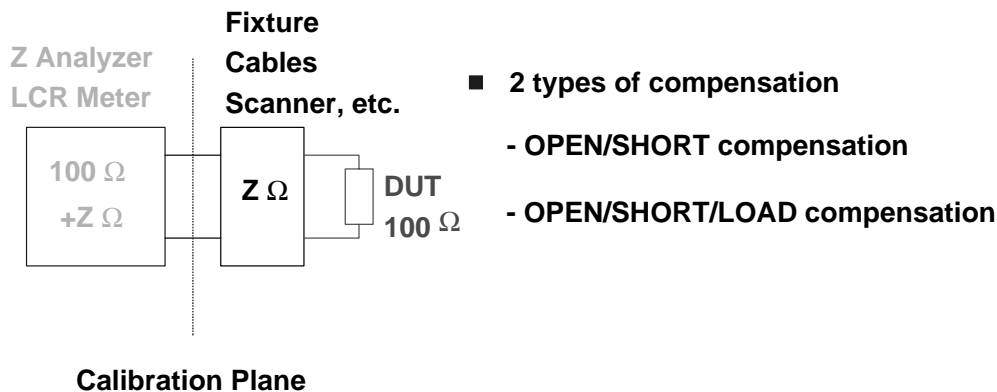 Fixture
Cables
Scanner, etc.
Z Analyzer
LCR Meter
100 Ω
+Z Ω
Z Ω
DUT
100 Ω
■ 2 types of compensation
- OPEN/SHORT compensation
- OPEN/SHORT/LOAD compensation
Calibration Plane